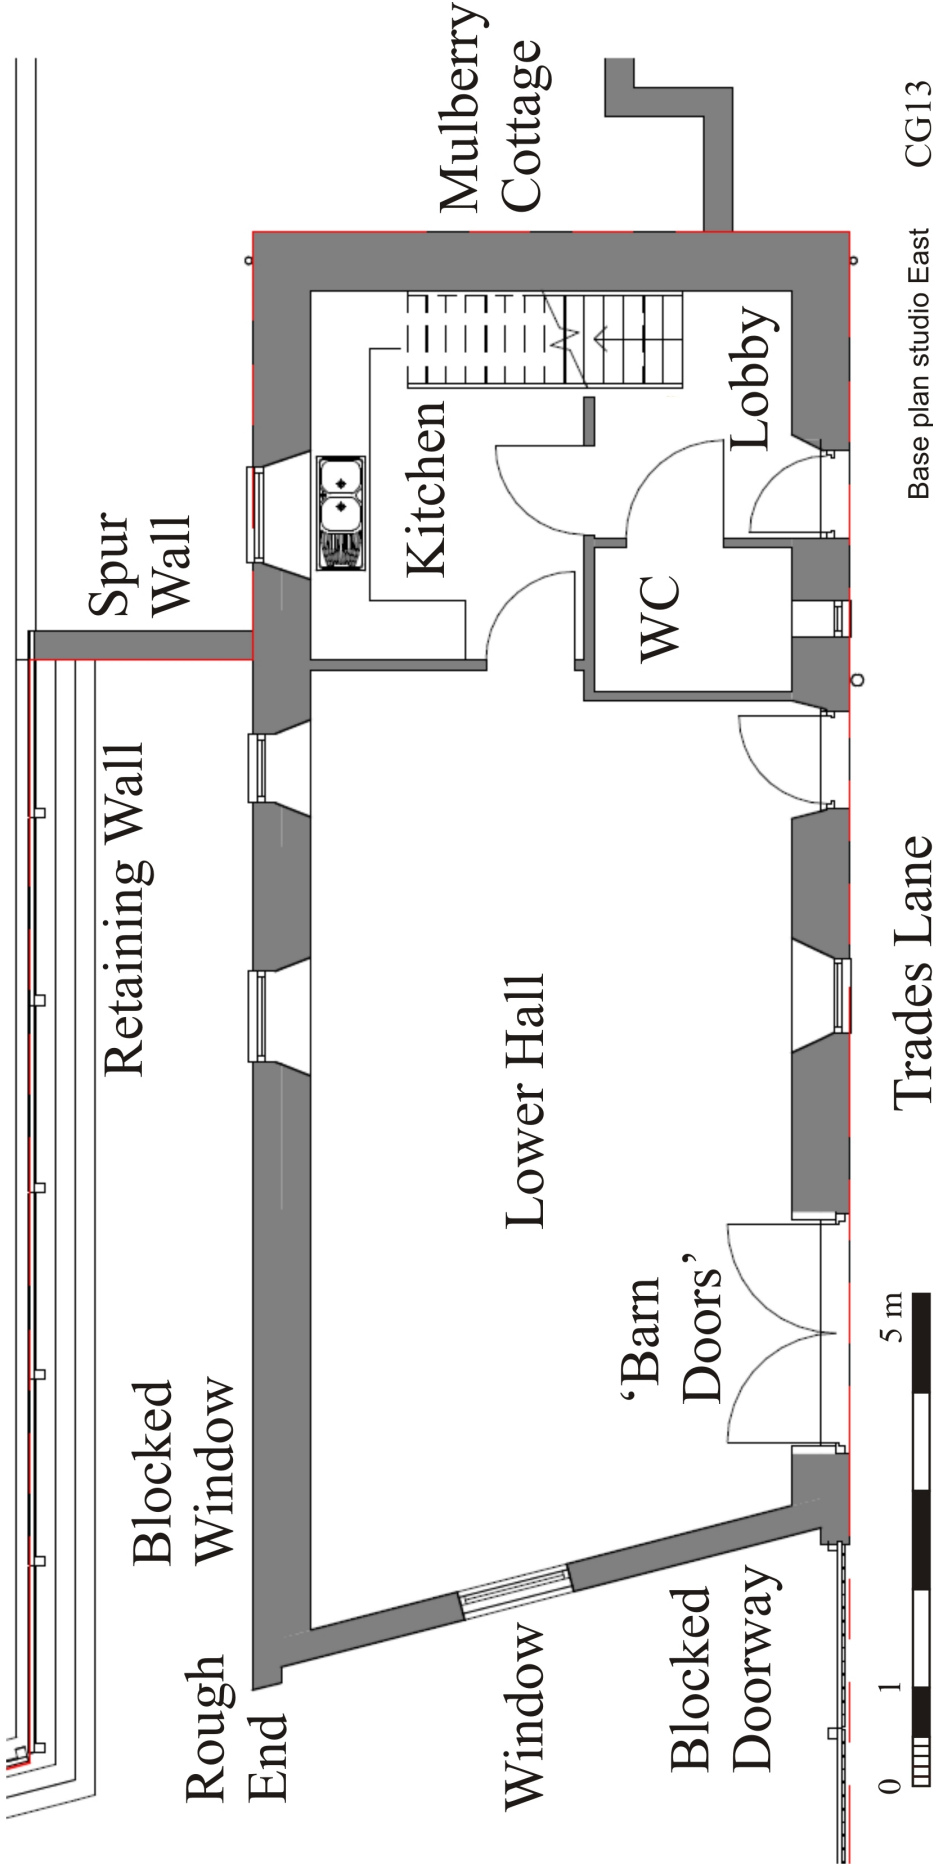 Rough
End
Blocked
Window
Retaining Wall
Spur
Wall
Mulberry
Cottage
Window
Lower Hall
Kitchen
Blocked
Doorway
‘Barn
Doors’
WC
Lobby
0
1
5 m
Trades Lane
Base plan studio East
CG13